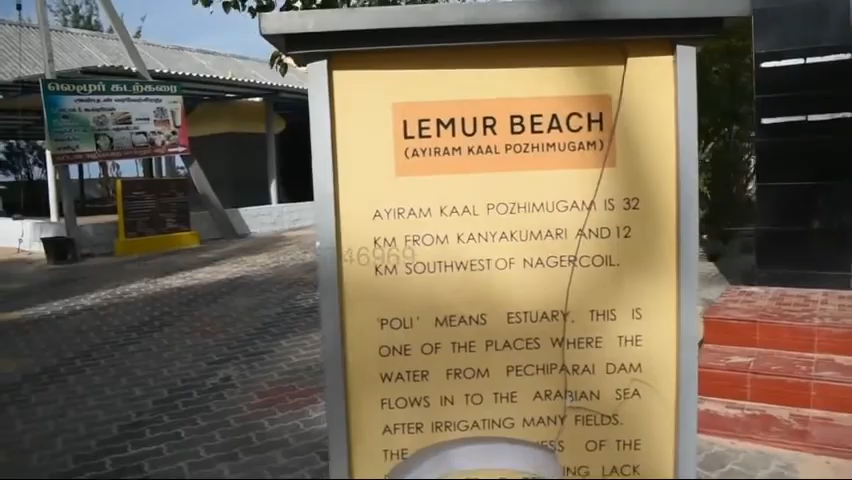 லெமூர் கடற்கரை
LEMUR BEACH
(AYIRAM KAAL POZHIMUGAM)
AYIRAM KAAL POZHIMUGAM IS 32
KM FROM KANYAKUMARI AND 12
KM SOUTHWEST OF NAGERCOIL.
46969
'POLI' MEANS ESTUARY. THIS IS
ONE OF THE PLACES WHERE THE
WATER FROM PECHIPARAI DAM
FLOWS IN TO THE ARABIAN SEA
AFTER IRRIGATING MANY FIELDS.
THE OF THE
LACK